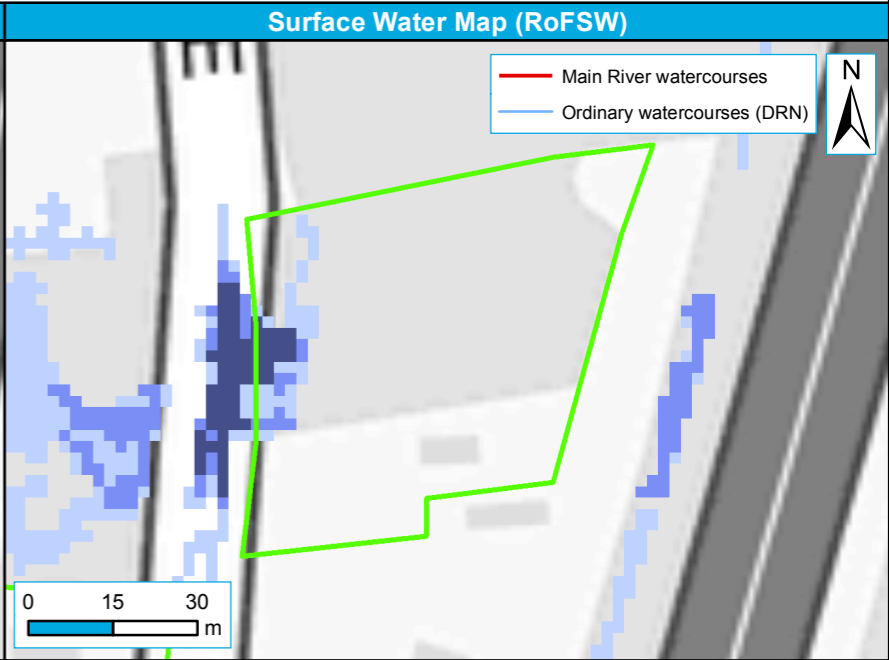 Surface Water Map (RoFSW)
Main River watercourses
Ordinary watercourses (DRN)
N
0 15 30
m